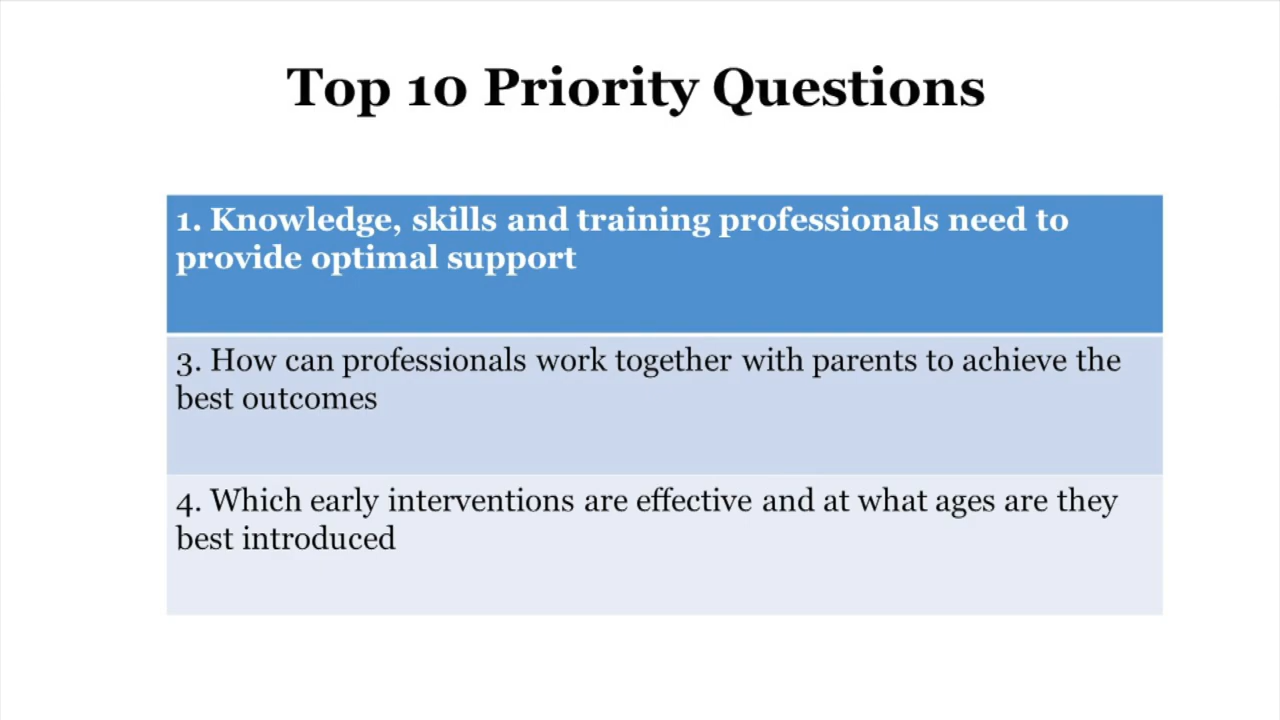 Top 10 Priority Questions
1. Knowledge, skills and training professionals need to
provide optimal support
3. How can professionals work together with parents to achieve the
best outcomes
4. Which early interventions are effective and at what ages are they
best introduced